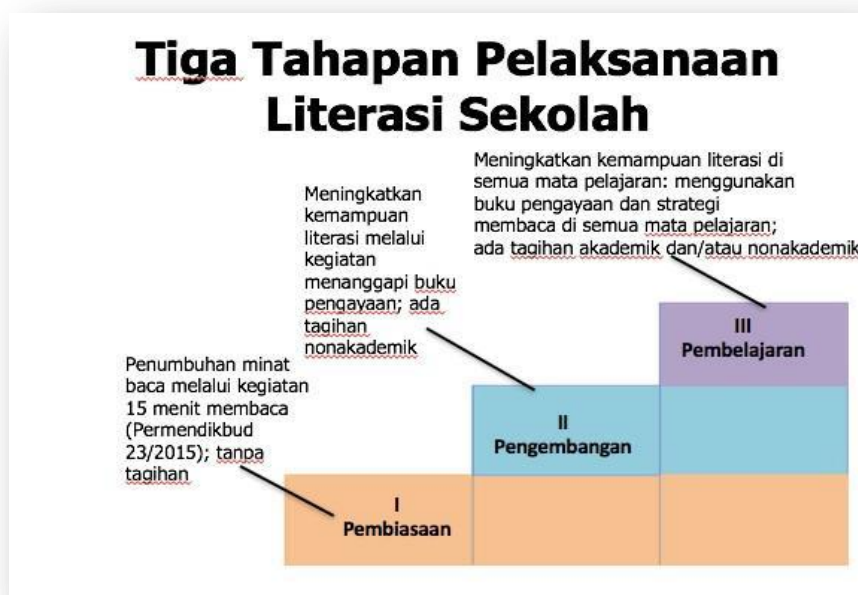 Tiga Tahapan Pelaksanaan
Literasi Sekolah
Meningkatkan kemampuan literasi di
semua mata pelajaran: menggunakan
buku pengayaan dan strategi
membaca di semua mata pelajaran;
ada tagihan akademik dan/atau nonakademik
Meningkatkan
kemampuan
literasi melalui
kegiatan
menanggapi buku
pengayaan; ada
tagihan
nonakademik
Penumbuhan minat
baca melalui kegiatan
15 menit membaca
(Permendikbud
23/2015); tanpa
tagihan
III
Pembelajaran
II
Pengembangan
I
Pembiasaan